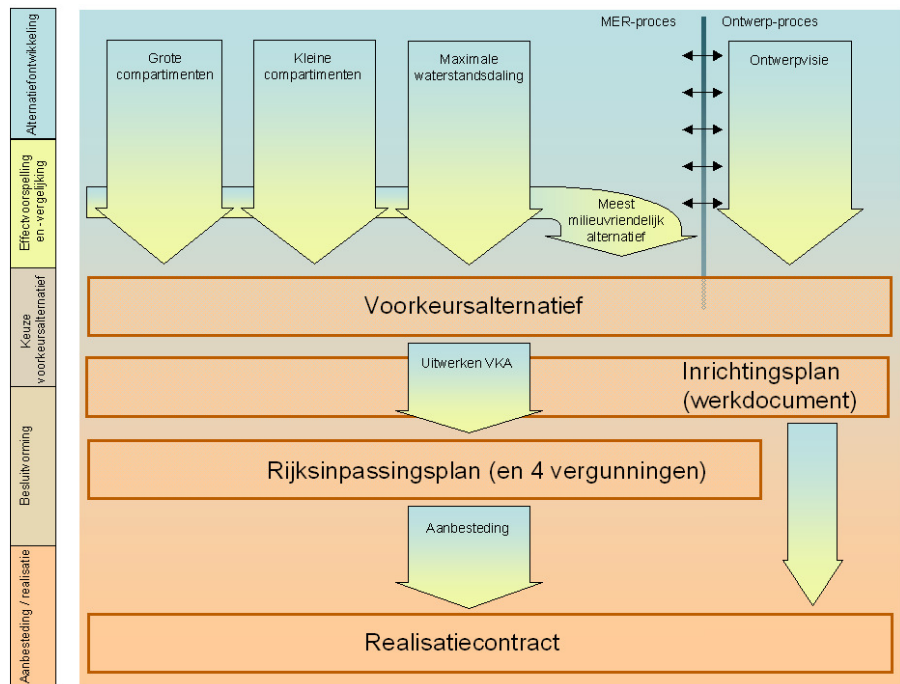 Alternatiefontwikkeling
Effectvoorspelling
en -vergelijking
Keuze
voorkeursalternatief
Besluitvorming
Aanbesteding / realisatie
MER-proces
Ontwerp-proces
Grote
compartimenten
Kleine
compartimenten
Maximale
waterstandsdaling
Ontwerpvisie
Meest
milieuvriendelijk
alternatief
Voorkeursalternatief
Uitwerken VKA
Inrichtingsplan
(werkdocument)
Rijksinpassingsplan (en 4 vergunningen)
Aanbesteding
Realisatiecontract